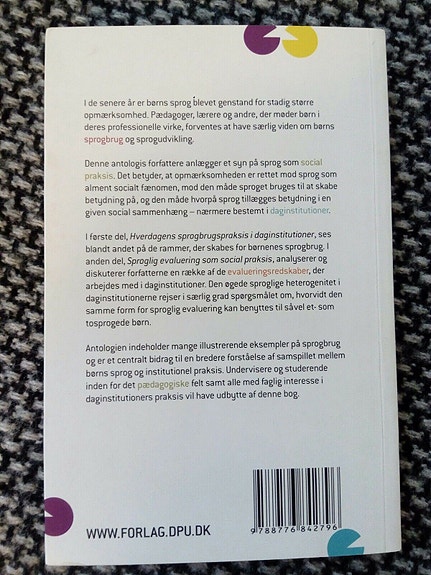 I de senere år er børns sprog blevet genstand for stadig større
opmærksomhed. Pædagoger, lærere og andre, der møder børn i
deres professionelle virke, forventes at have særlig viden om børns
sprogbrug og sprogudvikling.
Denne antologis forfattere anlægger et syn på sprog som social
praksis. Det betyder, at opmærksomheden er rettet mod sprog som
alment socialt fænomen, mod den måde sproget bruges til at skabe
betydning på, og den måde hvorpå sprog tillægges betydning i en
given social sammenhæng – nærmere bestemt i daginstitutioner.
I første del, Hverdagens sprogbrugspraksis i daginstitutioner, ses
blandt andet på de rammer, der skabes for børnenes sprogbrug. I
anden del, Sproglig evaluering som social praksis, analyserer og
diskuterer forfatterne en række af de evalueringsredskaber, der
arbejdes med i daginstitutioner. Den øgede sproglige heterogenitet i
daginstitutionerne rejser i særlig grad spørgsmålet om, hvorvidt den
samme form for sproglig evaluering kan benyttes til såvel et- som
tosprogede børn.
Antologien indeholder mange illustrerende eksempler på sprogbrug
og er et centralt bidrag til en bredere forståelse af samspillet mellem
børns sprog og institutionel praksis. Undervisere og studerende
inden for det pædagogiske felt samt alle med faglig interesse i
daginstitutioners praksis vil have udbytte af denne bog.
WWW.FORLAG.DPU.DK
9 788776 842796